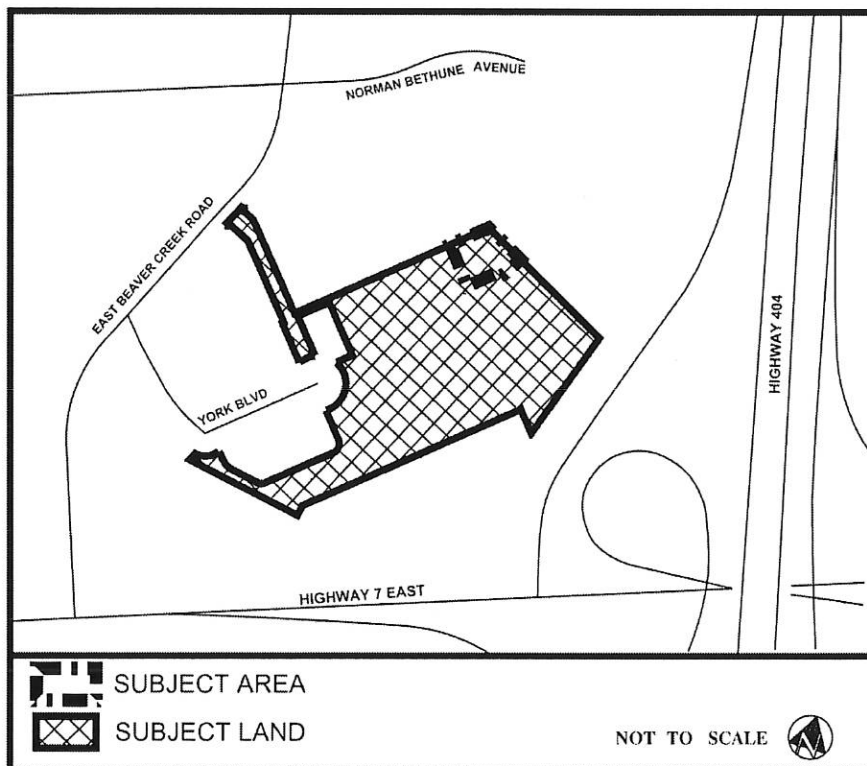 NORMAN BETHUNE AVENUE
EAST BEAVER CREEK ROAD
YORK BLVD
HIGHWAY 404
HIGHWAY 7 EAST
SUBJECT AREA
SUBJECT LAND
NOT TO SCALE